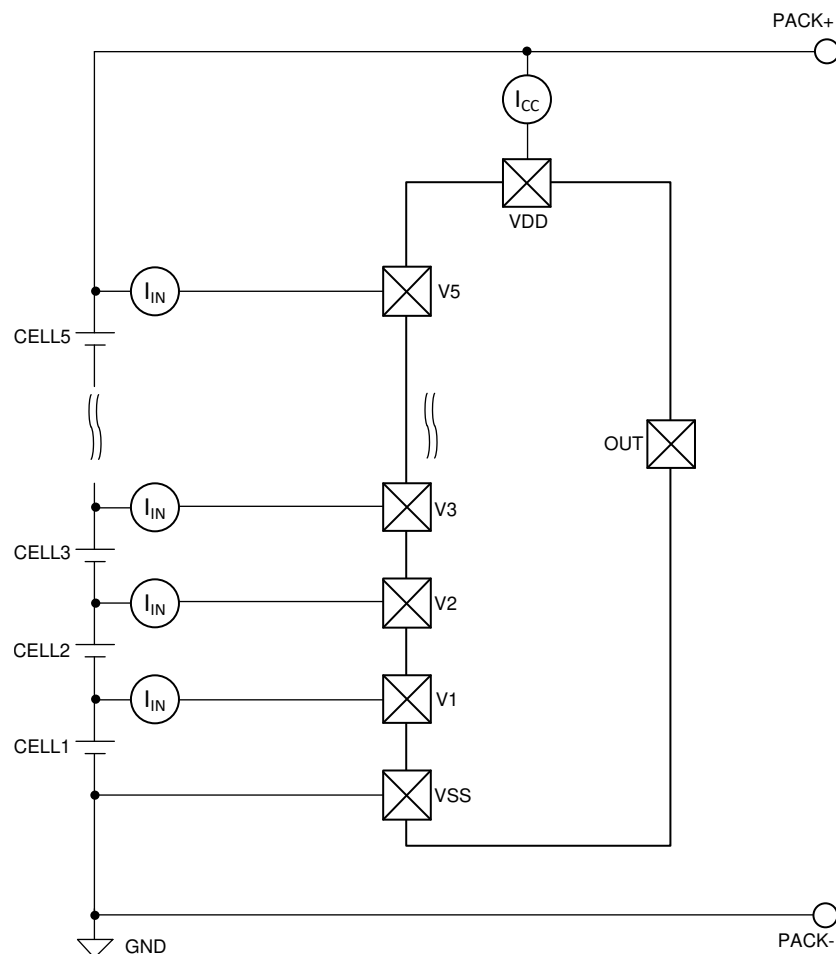 PACK+
ICC
VDD
IIN
V5
CELL5
OUT
IIN
V3
CELL3
IIN
V2
CELL2
IIN
V1
CELL1
VSS
GND
PACK-